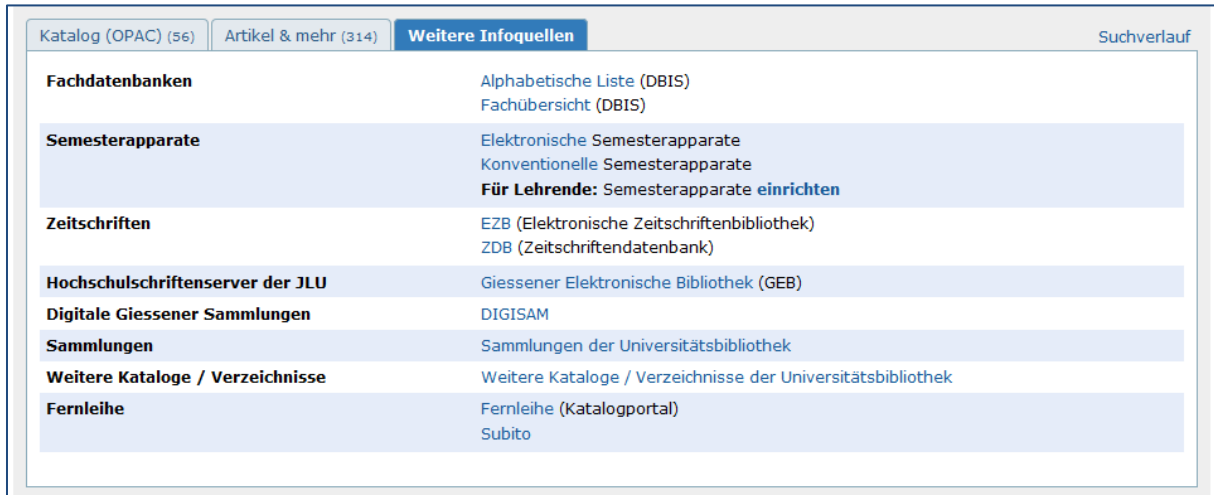 Katalog (OPAC) (56) Artikel & mehr (314) Weitere Infoquellen Suchverlauf
Fachdatenbanken Alphabetische Liste (DBIS)
Fachübersicht (DBIS)
Semesterapparate Elektronische Semesterapparate
Konventionelle Semesterapparate
Für Lehrende: Semesterapparate einrichten
Zeitschriften EZB (Elektronische Zeitschriftenbibliothek)
ZDB (Zeitschriftendatenbank)
Hochschulschriftenserver der JLU Giessener Elektronische Bibliothek (GEB)
Digitale Giessener Sammlungen DIGISAM
Sammlungen Sammlungen der Universitätsbibliothek
Weitere Kataloge / Verzeichnisse Weitere Kataloge / Verzeichnisse der Universitätsbibliothek
Fernleihe Fernleihe (Katalogportal)
Subito